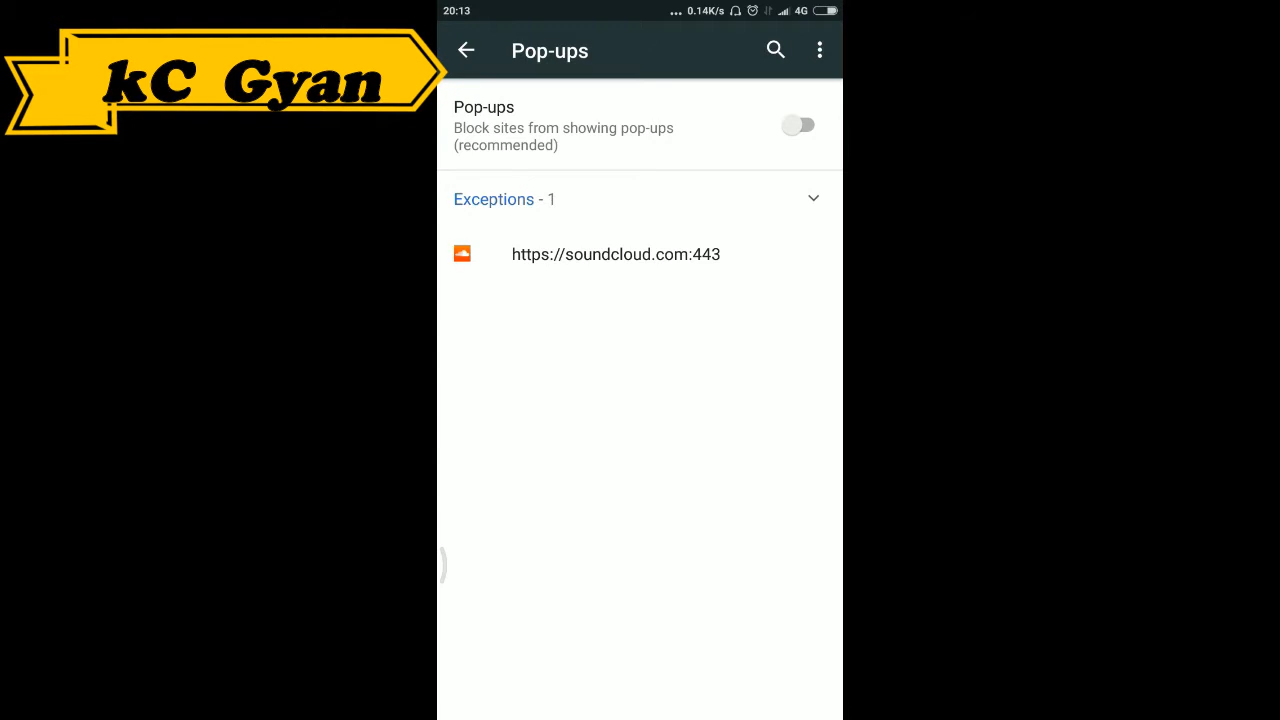 kC Gyan
20:13
... 0.14K/s 4G
Pop-ups
Pop-ups
Block sites from showing pop-ups
(recommended)
Exceptions - 1
https://soundcloud.com:443